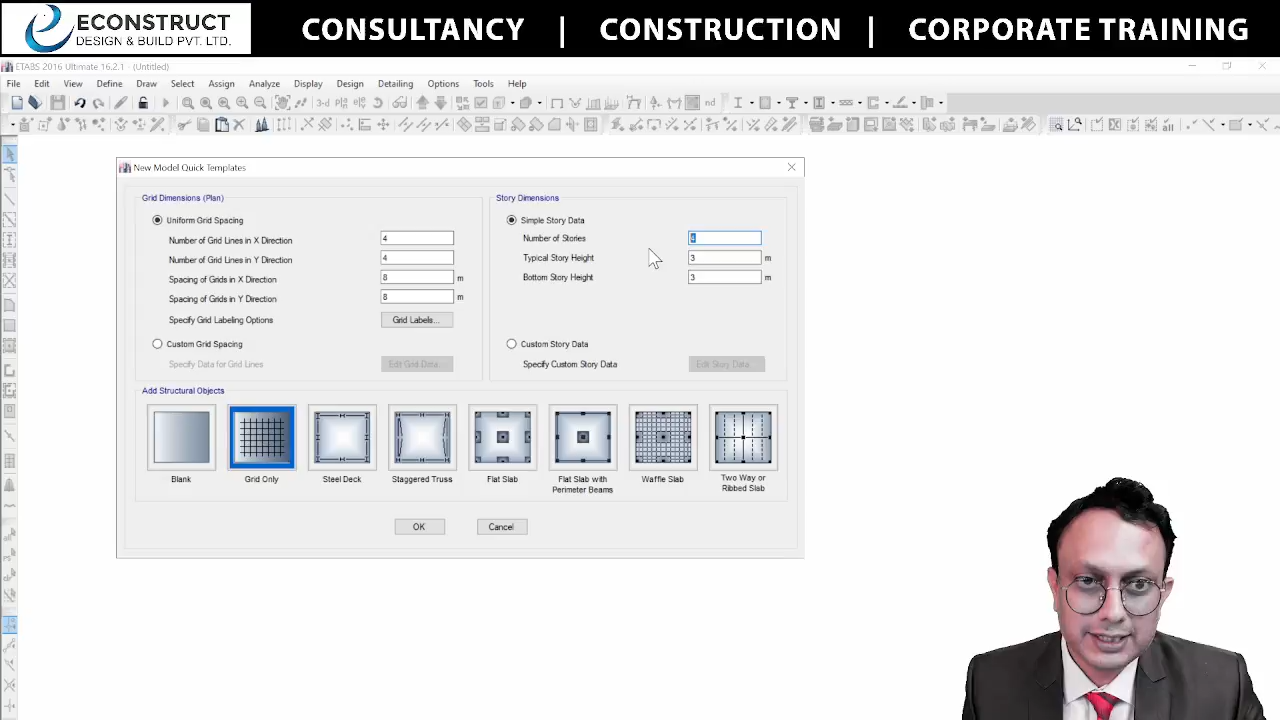 ECONSTRUCT
DESIGN & BUILD PVT. LTD.
CONSULTANCY | CONSTRUCTION | CORPORATE TRAINING
ETABS 2016 Ultimate 16.2.1 - (Untitled)
File Edit View Define Draw Select Assign Analyze Display Design Detailing Options Tools Help
3-d
nd
all
New Model Quick Templates
Grid Dimensions (Plan)
Uniform Grid Spacing
Number of Grid Lines in X Direction 4
Number of Grid Lines in Y Direction 4
Spacing of Grids in X Direction 8 m
Spacing of Grids in Y Direction 8 m
Specify Grid Labeling Options Grid Labels...
Custom Grid Spacing
Specify Data for Grid Lines Edit Grid Data...
Story Dimensions
Simple Story Data
Number of Stories 4
Typical Story Height 3 m
Bottom Story Height 3 m
Custom Story Data
Specify Custom Story Data Edit Story Data...
Add Structural Objects
Blank
Grid Only
Steel Deck
Staggered Truss
Flat Slab
Flat Slab with
Perimeter Beams
Waffle Slab
Two Way or
Ribbed Slab
OK Cancel